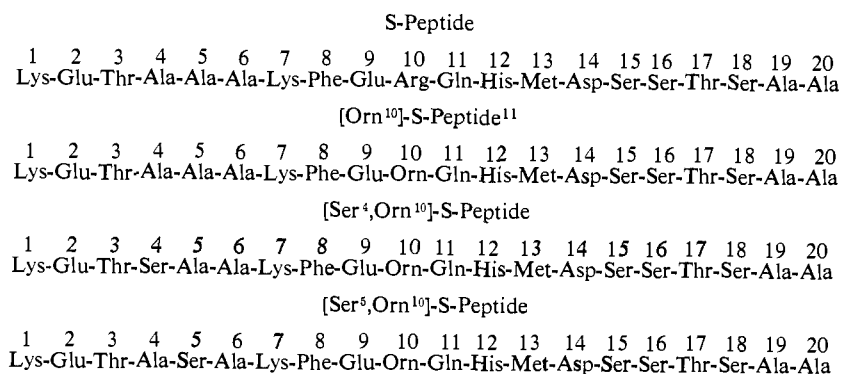 S-Peptide
1 2 3 4 5 6 7 8 9 10 11 12 13 14 15 16 17 18 19 20
Lys-Glu-Thr-Ala-Ala-Ala-Lys-Phe-Glu-Arg-Gln-His-Met-Asp-Ser-Ser-Thr-Ser-Ala-Ala
[Orn¹⁰]-S-Peptide¹¹
1 2 3 4 5 6 7 8 9 10 11 12 13 14 15 16 17 18 19 20
Lys-Glu-Thr-Ala-Ala-Ala-Lys-Phe-Glu-Orn-Gln-His-Met-Asp-Ser-Ser-Thr-Ser-Ala-Ala
[Ser⁴,Orn¹⁰]-S-Peptide
1 2 3 4 5 6 7 8 9 10 11 12 13 14 15 16 17 18 19 20
Lys-Glu-Thr-Ser-Ala-Ala-Lys-Phe-Glu-Orn-Gln-His-Met-Asp-Ser-Ser-Thr-Ser-Ala-Ala
[Ser⁵,Orn¹⁰]-S-Peptide
1 2 3 4 5 6 7 8 9 10 11 12 13 14 15 16 17 18 19 20
Lys-Glu-Thr-Ala-Ser-Ala-Lys-Phe-Glu-Orn-Gln-His-Met-Asp-Ser-Ser-Thr-Ser-Ala-Ala